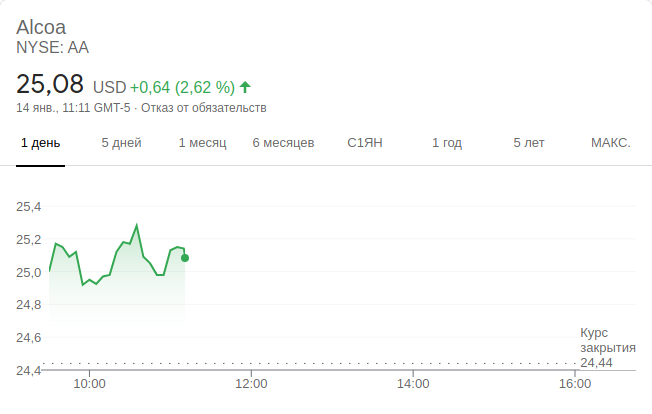 Alcoa
NYSE: AA
25,08 USD +0,64 (2,62 %)
14 янв., 11:11 GMT-5 · Отказ от обязательств
1 день 5 дней 1 месяц 6 месяцев С1ЯН 1 год 5 лет МАКС.
25,4
25,2
25,0
24,8
24,6
Курс
закрытия
24,44
24,4
10:00 12:00 14:00 16:00